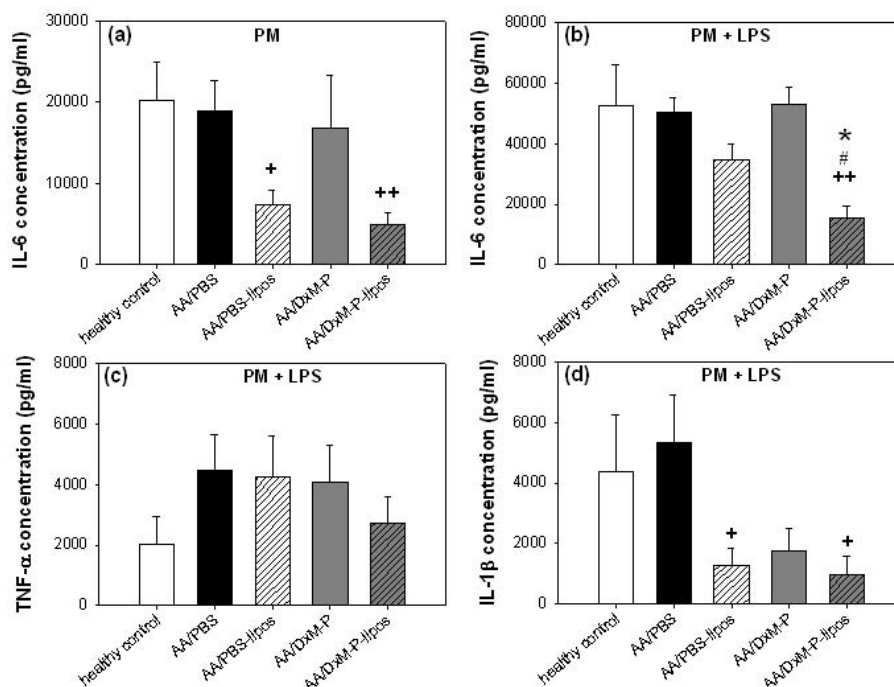 (a) PM
IL-6 concentration (pg/ml)
30000
20000
10000
0
+
++
healthy control
AA/PBS
AA/PBS-lipos
AA/DxM-P
AA/DxM-P-lipos
(b) PM + LPS
IL-6 concentration (pg/ml)
80000
60000
40000
20000
0
*
#
++
healthy control
AA/PBS
AA/PBS-lipos
AA/DxM-P
AA/DxM-P-lipos
(c) PM + LPS
TNF-α concentration (pg/ml)
8000
6000
4000
2000
0
healthy control
AA/PBS
AA/PBS-lipos
AA/DxM-P
AA/DxM-P-lipos
(d) PM + LPS
IL-1β concentration (pg/ml)
8000
6000
4000
2000
0
+
+
healthy control
AA/PBS
AA/PBS-lipos
AA/DxM-P
AA/DxM-P-lipos